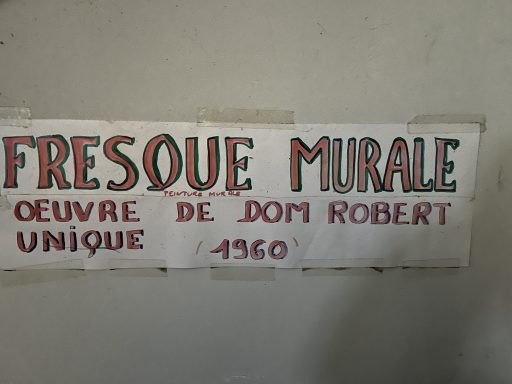 FRESQUE MURALE
PEINTURE MURALE
OEUVRE DE DOM ROBERT
UNiQUE (1960)